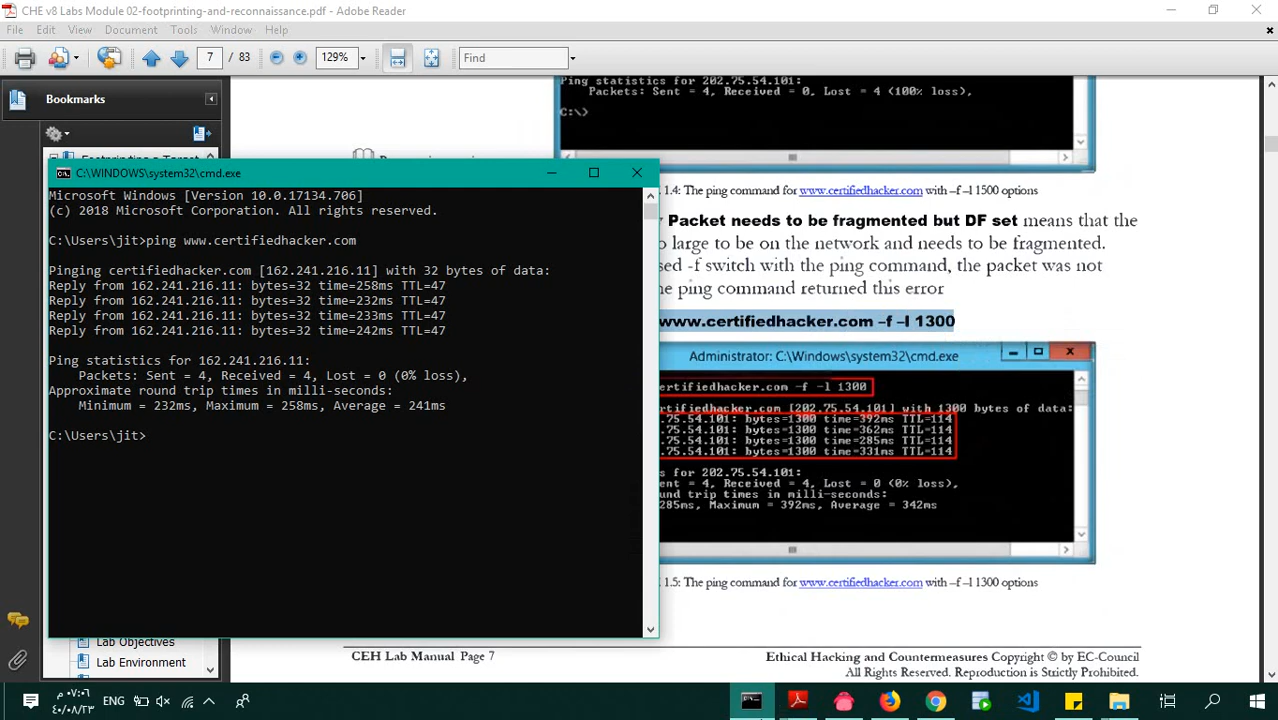 CHE v8 Labs Module 02-footprinting-and-reconnaissance.pdf - Adobe Reader
File Edit View Document Tools Window Help
7 / 83 129% Find
Bookmarks
Ping statistics for 202.75.54.101:
Packets: Sent = 4, Received = 0, Lost = 4 (100% loss),
C:\>
C:\WINDOWS\system32\cmd.exe
Microsoft Windows [Version 10.0.17134.706]
(c) 2018 Microsoft Corporation. All rights reserved.
C:\Users\jit>ping www.certifiedhacker.com
Pinging certifiedhacker.com [162.241.216.11] with 32 bytes of data:
Reply from 162.241.216.11: bytes=32 time=258ms TTL=47
Reply from 162.241.216.11: bytes=32 time=232ms TTL=47
Reply from 162.241.216.11: bytes=32 time=233ms TTL=47
Reply from 162.241.216.11: bytes=32 time=242ms TTL=47
Ping statistics for 162.241.216.11:
Packets: Sent = 4, Received = 4, Lost = 0 (0% loss),
Approximate round trip times in milli-seconds:
Minimum = 232ms, Maximum = 258ms, Average = 241ms
C:\Users\jit>
1.4: The ping command for www.certifiedhacker.com with –f –l 1500 options
Packet needs to be fragmented but DF set means that the
o large to be on the network and needs to be fragmented.
sed -f switch with the ping command, the packet was not
he ping command returned this error
www.certifiedhacker.com –f –l 1300
Administrator: C:\Windows\system32\cmd.exe
ertifiedhacker.com -f -l 1300
ertifiedhacker.com [202.75.54.101] with 1300 bytes of data:
.75.54.101: bytes=1300 time=392ms TTL=114
.75.54.101: bytes=1300 time=362ms TTL=114
.75.54.101: bytes=1300 time=285ms TTL=114
.75.54.101: bytes=1300 time=331ms TTL=114
s for 202.75.54.101:
ent = 4, Received = 4, Lost = 0 (0% loss),
und trip times in milli-seconds:
285ms, Maximum = 392ms, Average = 342ms
1.5: The ping command for www.certifiedhacker.com with –f –l 1300 options
Lab Objectives
Lab Environment
CEH Lab Manual Page 7
Ethical Hacking and Countermeasures Copyright © by EC-Council
All Rights Reserved. Reproduction is Strictly Prohibited.
ENG
م ٠٧:٠٦
٤٠/٠٨/٢٣